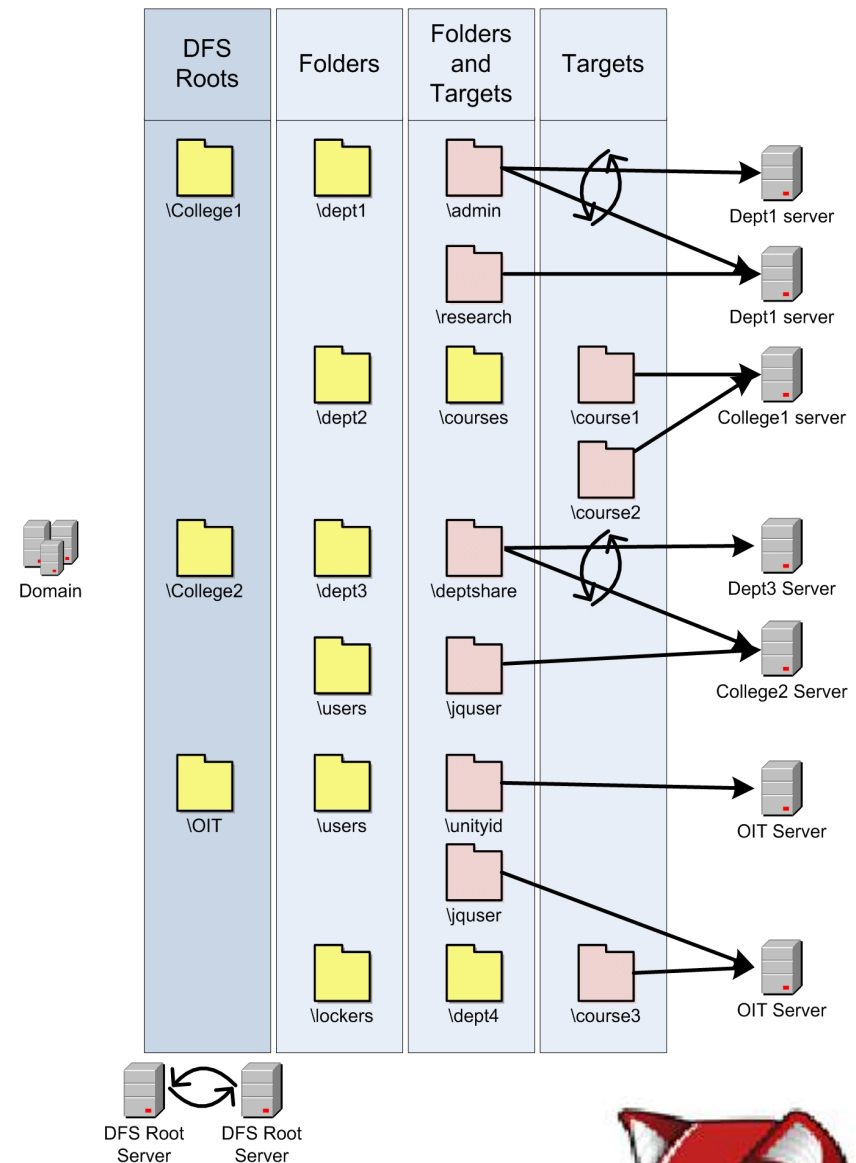 DFS
Roots
Folders
Folders
and
Targets
Targets
\College1
\dept1
\admin
Dept1 server
\research
Dept1 server
\dept2
\courses
\course1
College1 server
\course2
Domain
\College2
\dept3
\deptshare
Dept3 Server
\users
\jquser
College2 Server
\OIT
\users
\unityid
OIT Server
\jquser
\lockers
\dept4
\course3
OIT Server
DFS Root
Server
DFS Root
Server